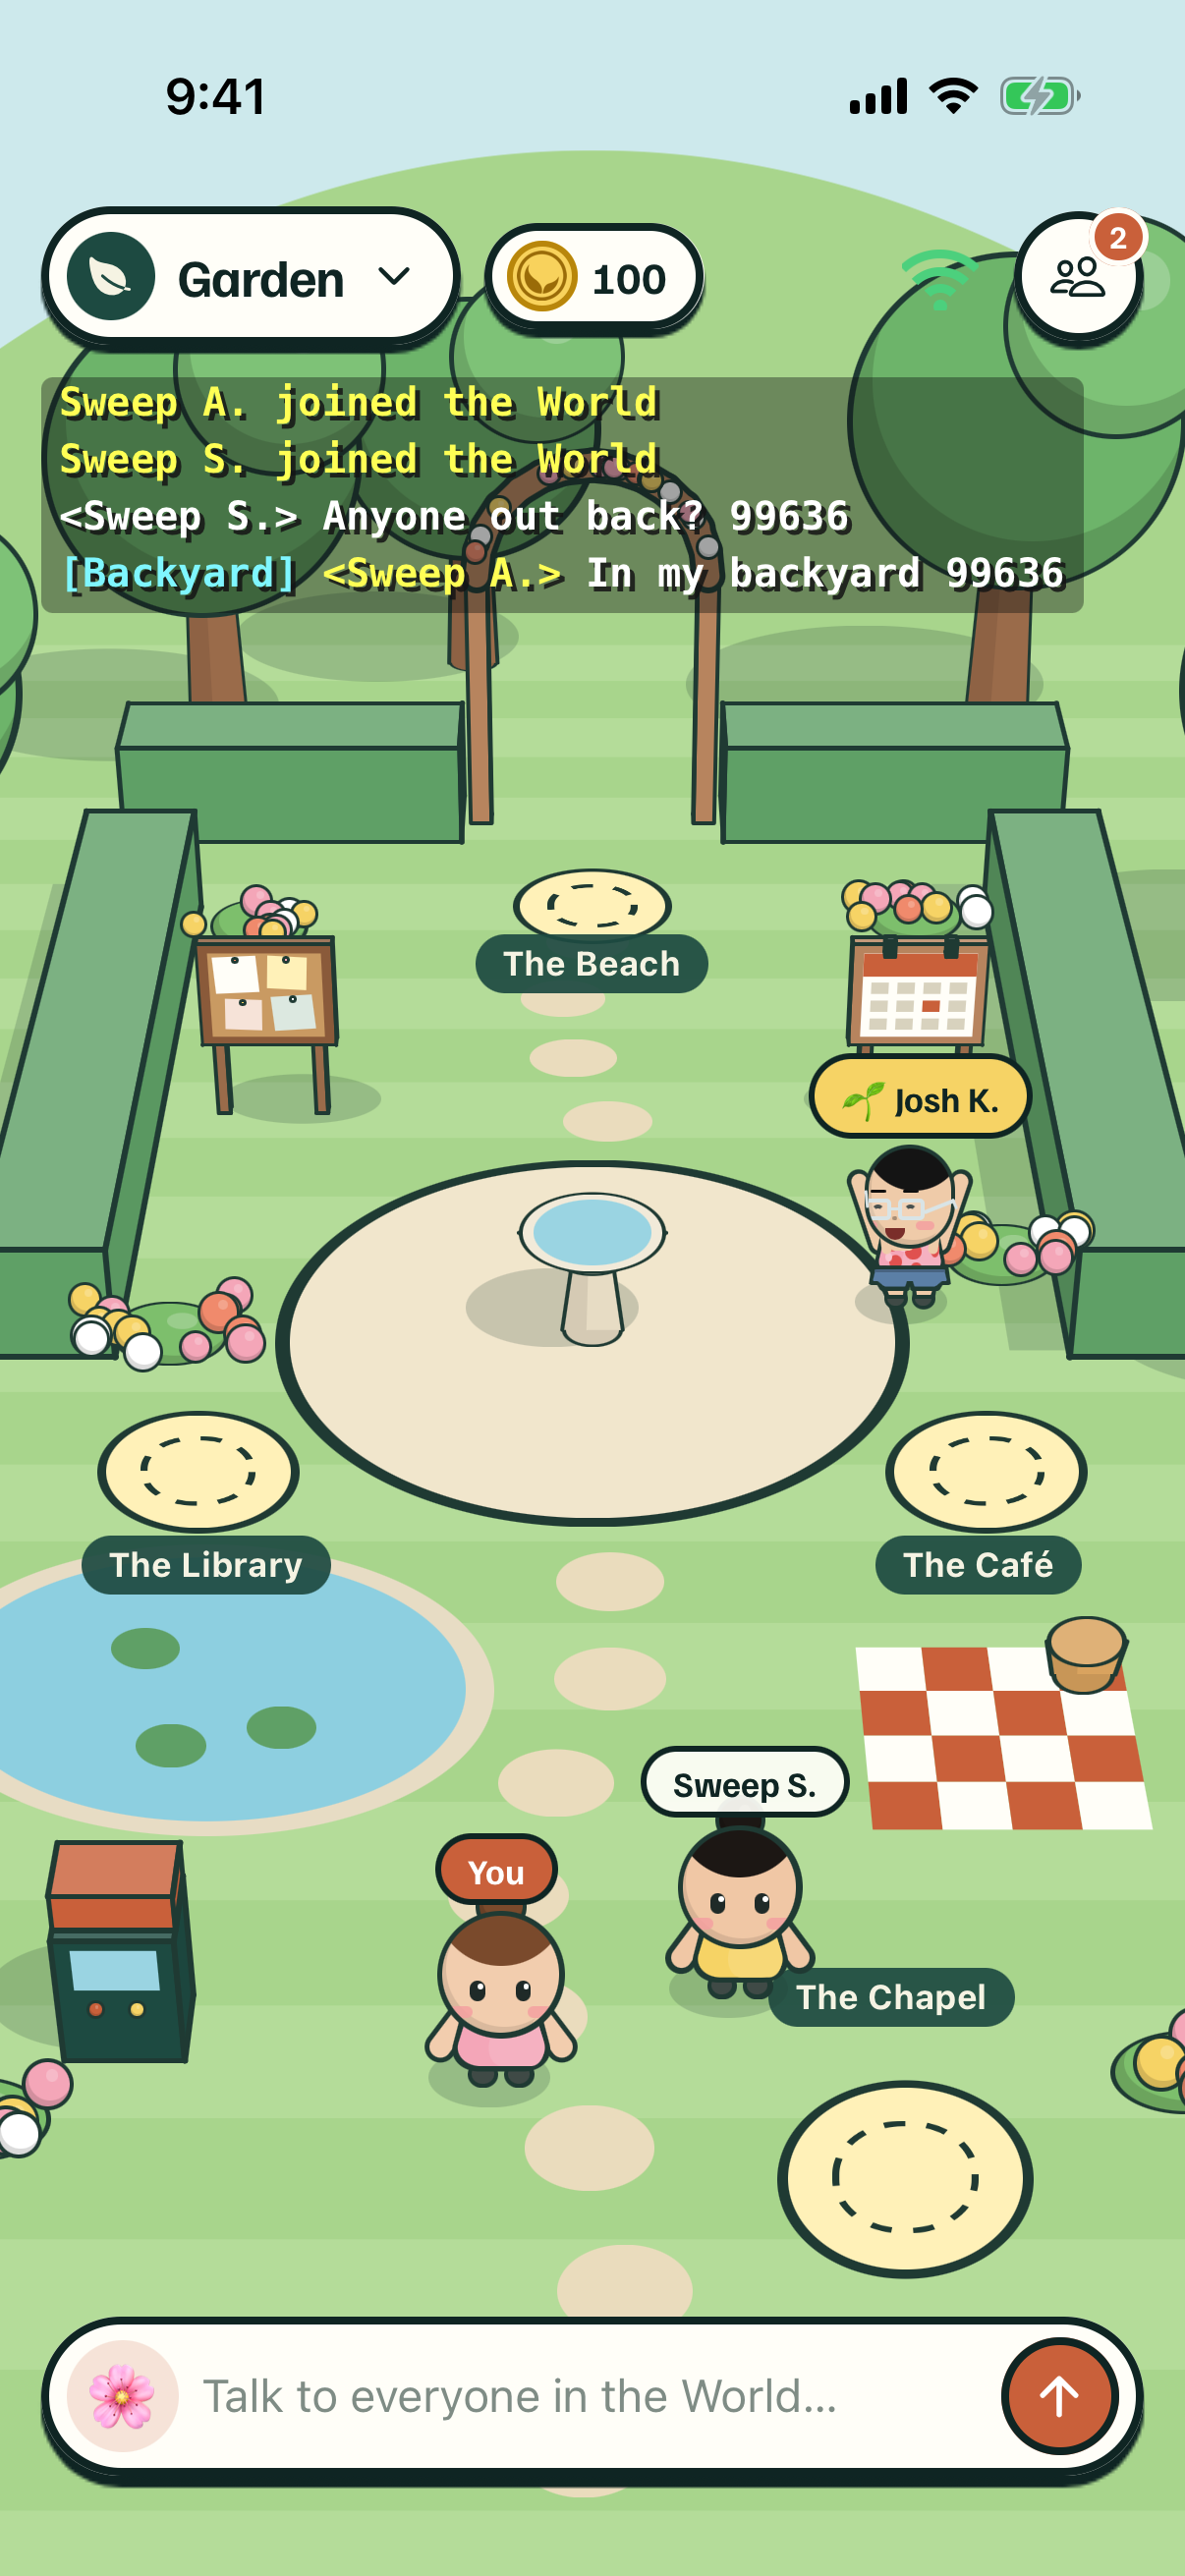 9:41
Garden
100
2
Sweep A. joined the World
Sweep S. joined the World
<Sweep S.> Anyone out back? 99636
[Backyard] <Sweep A.> In my backyard 99636
The Beach
Josh K.
The Library
The Café
Sweep S.
You
The Chapel
Talk to everyone in the World...